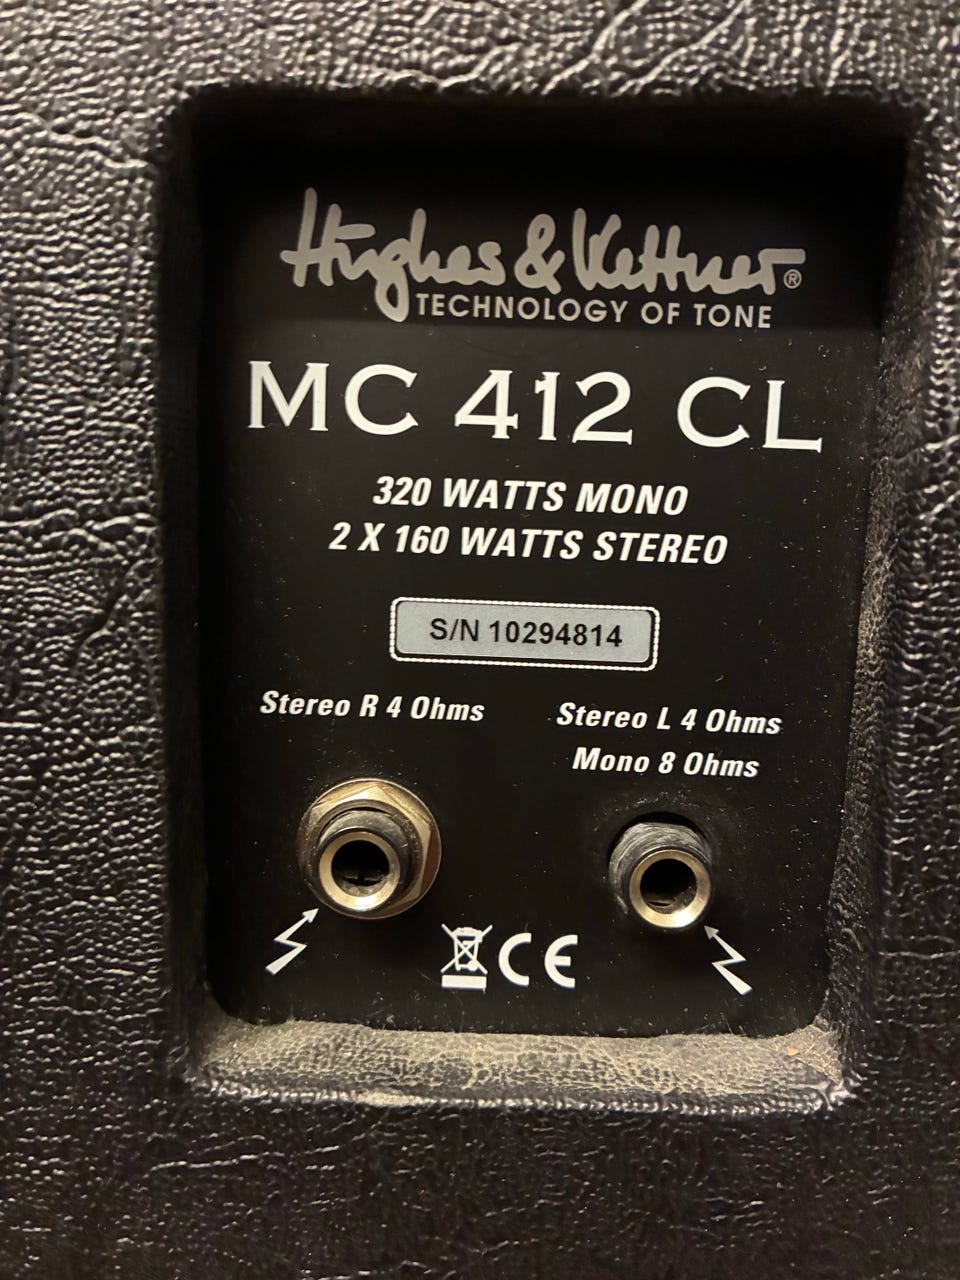 Hughes & Kettner®
TECHNOLOGY OF TONE
MC 412 CL
320 WATTS MONO
2 X 160 WATTS STEREO
S/N 10294814
Stereo R 4 Ohms
Stereo L 4 Ohms
Mono 8 Ohms
CE